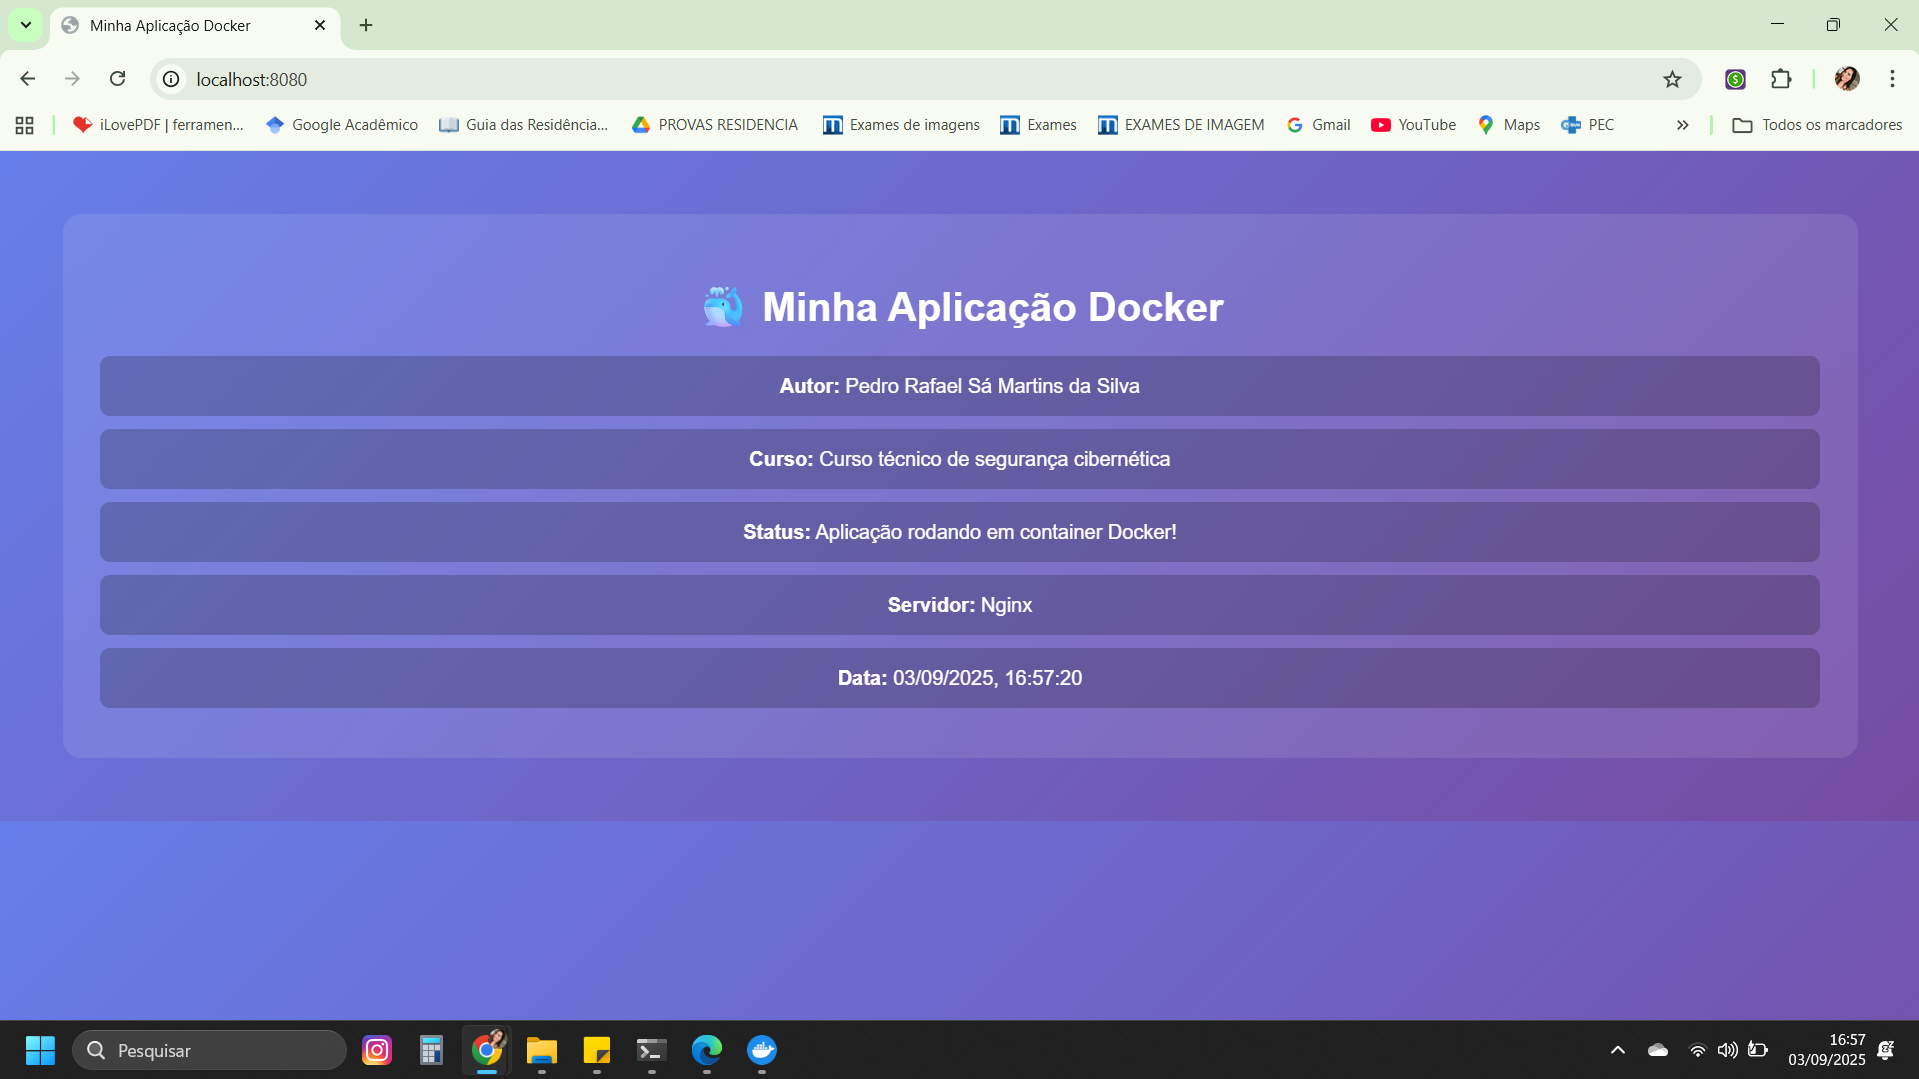 Minha Aplicação Docker
localhost:8080
iLovePDF | ferramen...
Google Acadêmico
Guia das Residência...
PROVAS RESIDENCIA
Exames de imagens
Exames
EXAMES DE IMAGEM
Gmail
YouTube
Maps
PEC
Todos os marcadores
Minha Aplicação Docker
Autor: Pedro Rafael Sá Martins da Silva
Curso: Curso técnico de segurança cibernética
Status: Aplicação rodando em container Docker!
Servidor: Nginx
Data: 03/09/2025, 16:57:20
Pesquisar
16:57
03/09/2025